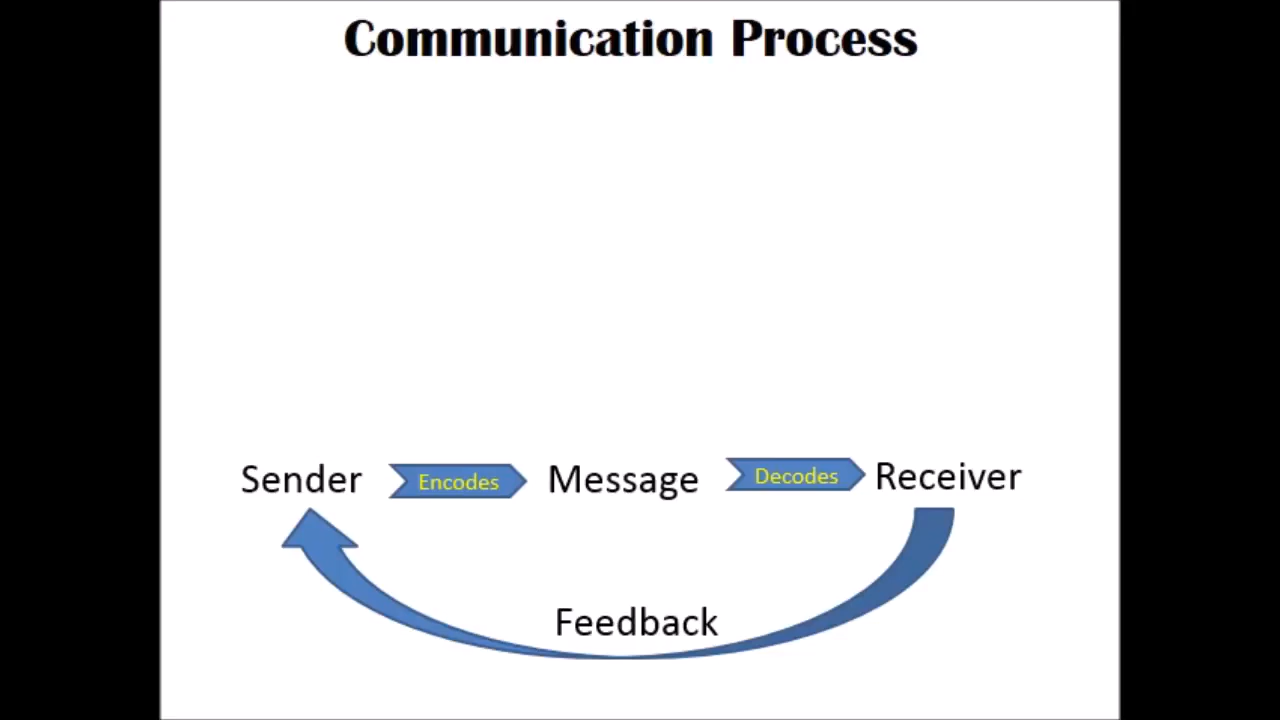 Communication Process
Sender Encodes Message Decodes Receiver
Feedback